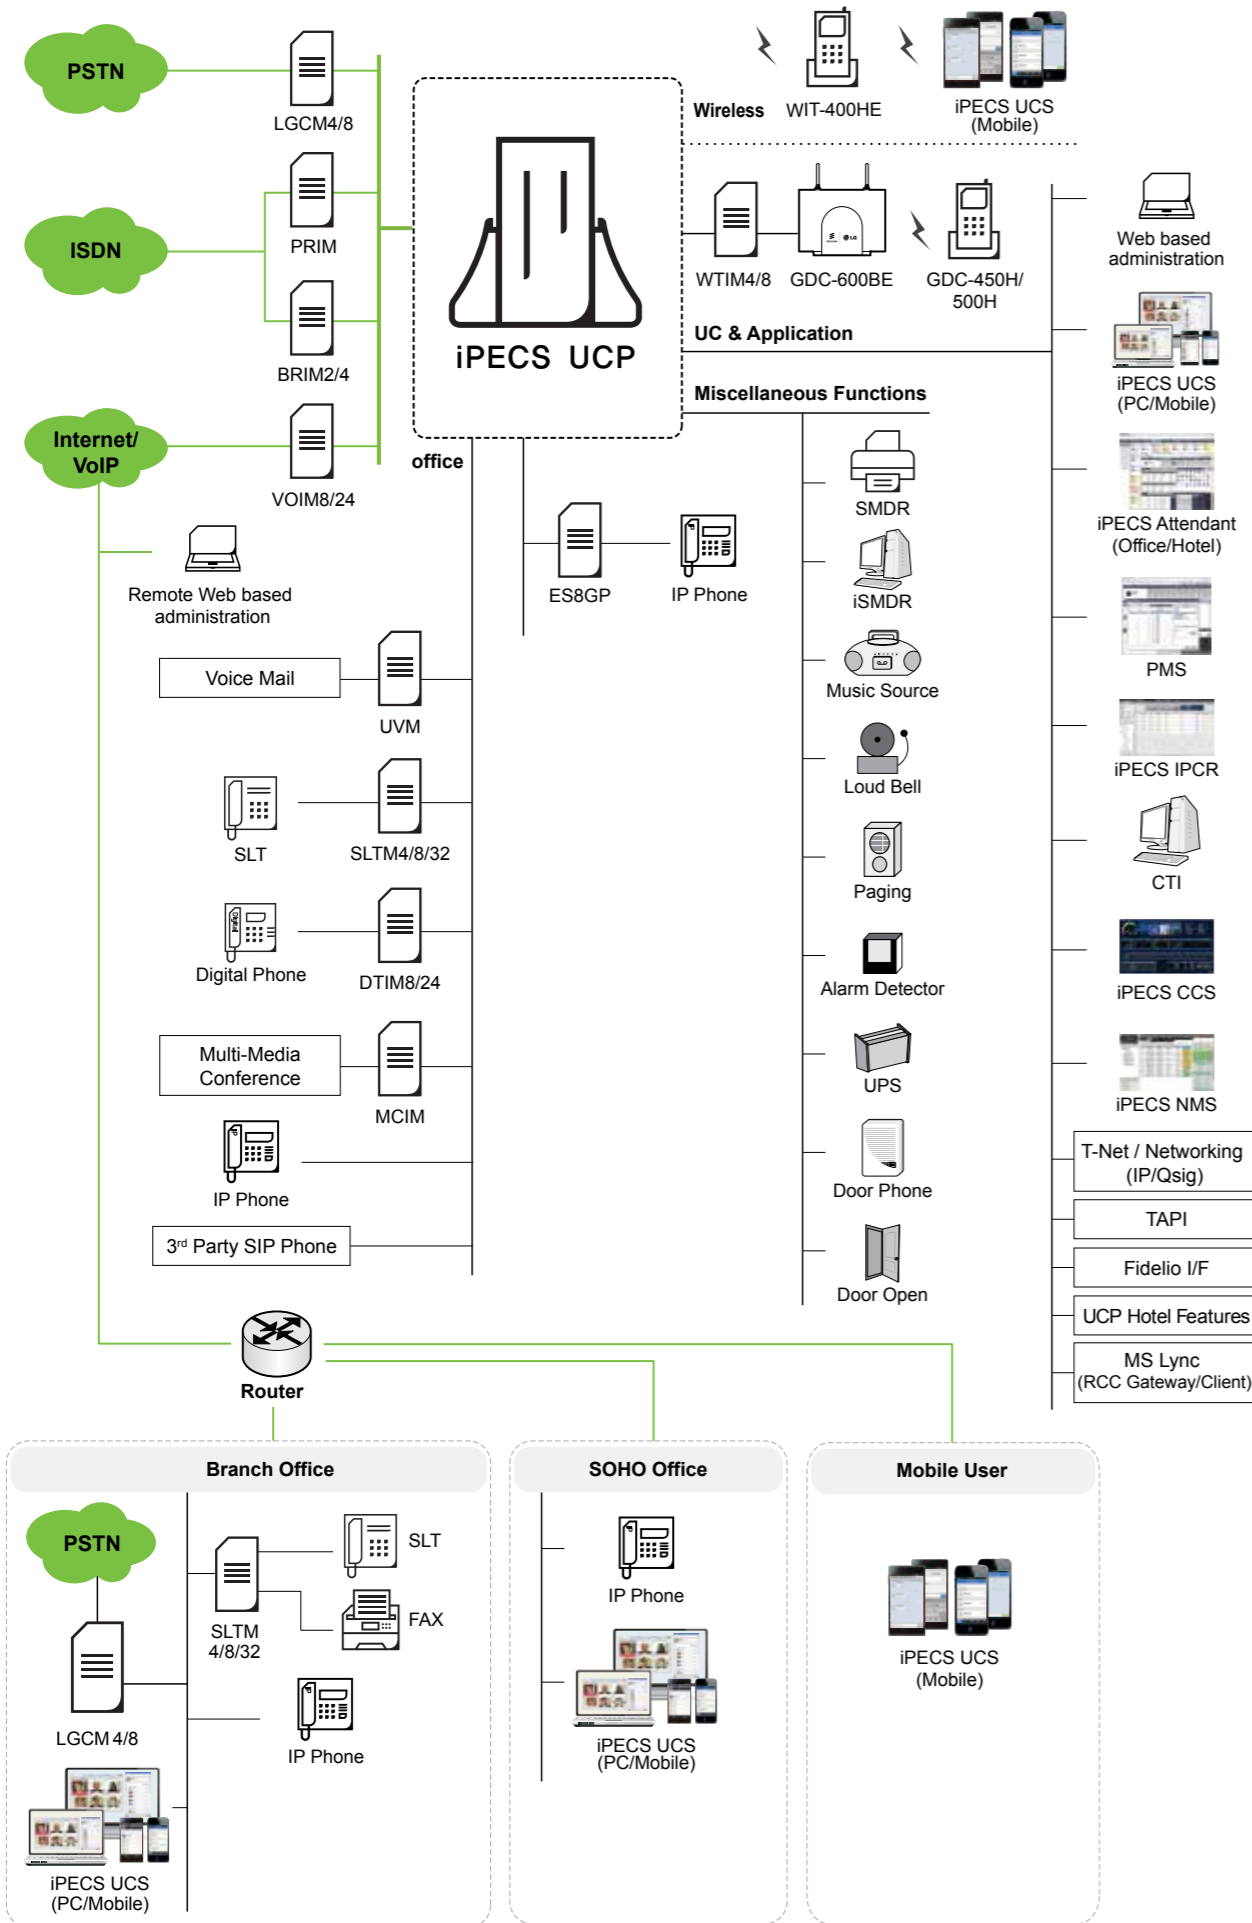 PSTN
LGCM4/8
ISDN
PRIM
BRIM2/4
Internet/
VoIP
VOIM8/24
Remote Web based
administration
iPECS UCP
Wireless
WIT-400HE
iPECS UCS
(Mobile)
WTIM4/8
GDC-600BE
GDC-450H/
500H
UC & Application
Miscellaneous Functions
office
ES8GP
IP Phone
Voice Mail
UVM
SLT
SLTM4/8/32
Digital Phone
DTIM8/24
Multi-Media
Conference
MCIM
IP Phone
3rd Party SIP Phone
SMDR
iSMDR
Music Source
Loud Bell
Paging
Alarm Detector
UPS
Door Phone
Door Open
Web based
administration
iPECS UCS
(PC/Mobile)
iPECS Attendant
(Office/Hotel)
PMS
iPECS IPCR
CTI
iPECS CCS
iPECS NMS
T-Net / Networking
(IP/Qsig)
TAPI
Fidelio I/F
UCP Hotel Features
MS Lync
(RCC Gateway/Client)
Router
Branch Office
PSTN
LGCM 4/8
SLTM
4/8/32
SLT
FAX
IP Phone
iPECS UCS
(PC/Mobile)
SOHO Office
IP Phone
iPECS UCS
(PC/Mobile)
Mobile User
iPECS UCS
(Mobile)